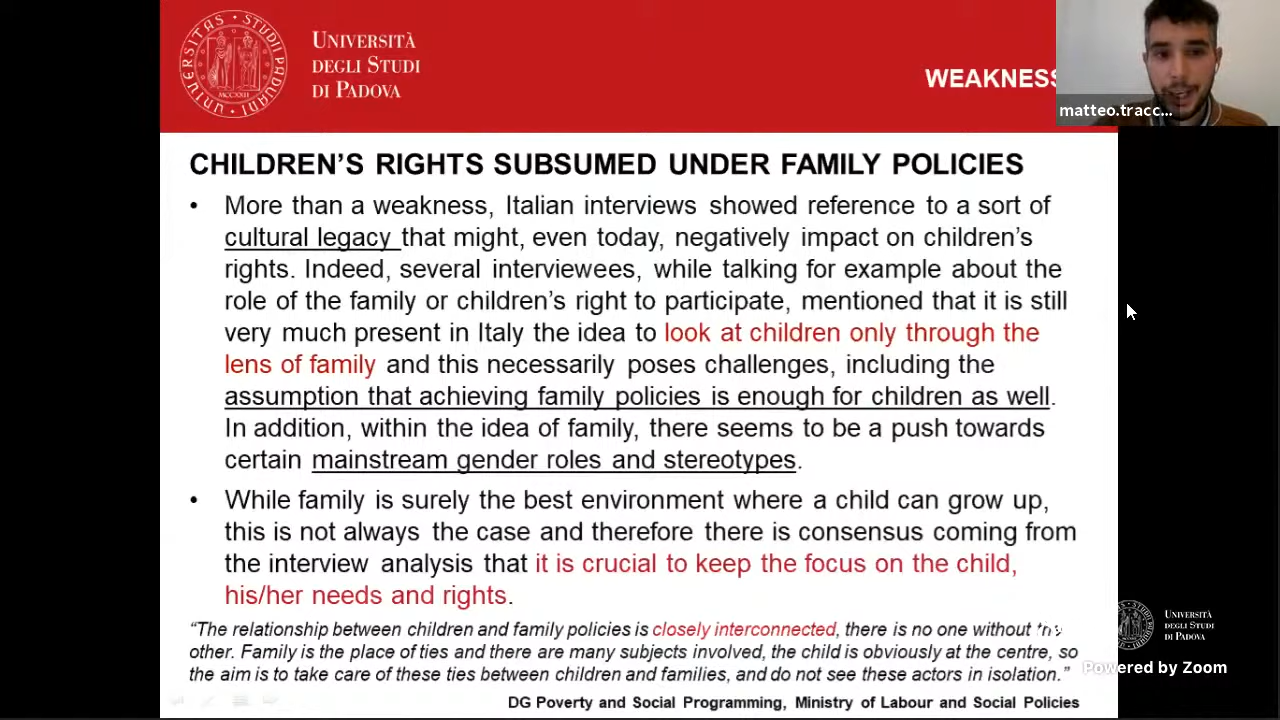 UNIVERSITÀ
DEGLI STUDI
DI PADOVA
WEAKNES
matteo.tracc...
CHILDREN'S RIGHTS SUBSUMED UNDER FAMILY POLICIES
• More than a weakness, Italian interviews showed reference to a sort of
cultural legacy that might, even today, negatively impact on children's
rights. Indeed, several interviewees, while talking for example about the
role of the family or children's right to participate, mentioned that it is still
very much present in Italy the idea to look at children only through the
lens of family and this necessarily poses challenges, including the
assumption that achieving family policies is enough for children as well.
In addition, within the idea of family, there seems to be a push towards
certain mainstream gender roles and stereotypes.
• While family is surely the best environment where a child can grow up,
this is not always the case and therefore there is consensus coming from
the interview analysis that it is crucial to keep the focus on the child,
his/her needs and rights.
“The relationship between children and family policies is closely interconnected, there is no one without the
other. Family is the place of ties and there are many subjects involved, the child is obviously at the centre, so
the aim is to take care of these ties between children and families, and do not see these actors in isolation.”
DG Poverty and Social Programming, Ministry of Labour and Social Policies
UNIVERSITÀ
DEGLI STUDI
DI PADOVA
Powered by Zoom